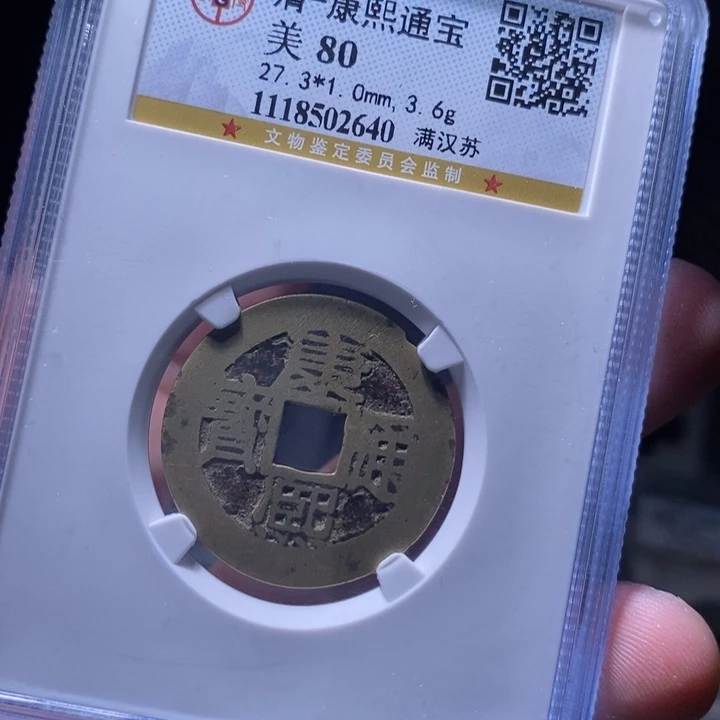 清-康熙通宝
美 80
27.3*1.0mm, 3.6g
1118502640 满汉苏
★ 文物鉴定委员会监制 ★
康熙通寳